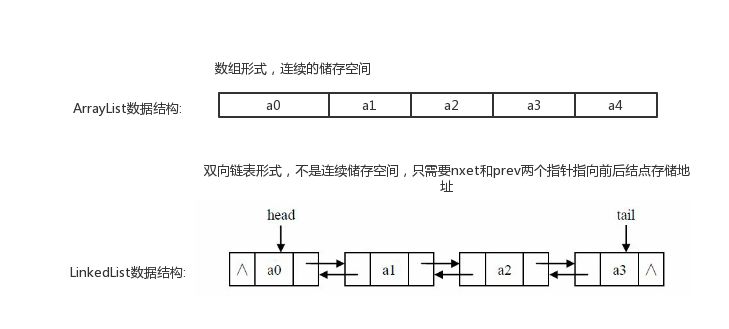 数组形式，连续的储存空间
ArrayList数据结构:
a0 a1 a2 a3 a4
双向链表形式，不是连续储存空间，只需要nxet和prev两个指针指向前后结点存储地
址
head tail
LinkedList数据结构:
∧ a0 a1 a2 a3 ∧